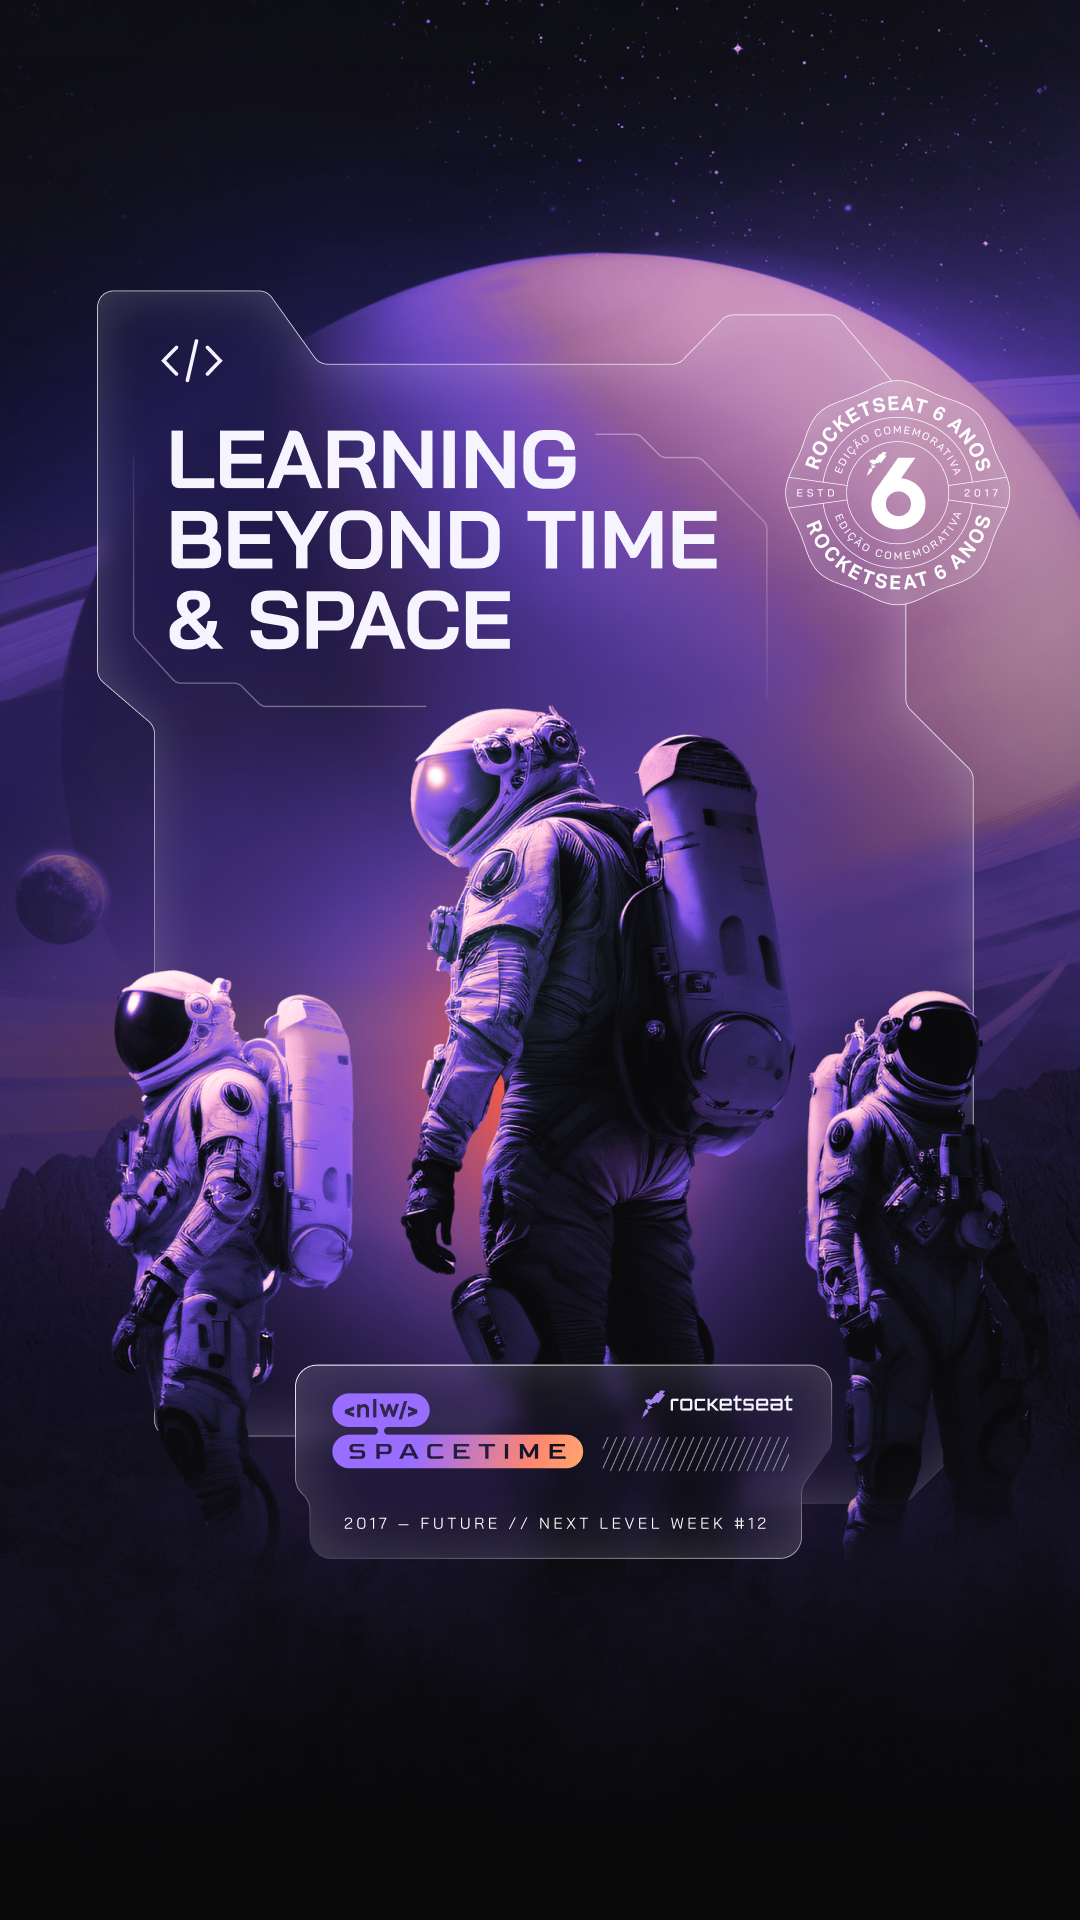 </>
LEARNING
BEYOND TIME
& SPACE
ROCKETSEAT 6 ANOS
EDIÇÃO COMEMORATIVA
ESTD
6
2017
EDIÇÃO COMEMORATIVA
ROCKETSEAT 6 ANOS
<nlw/>
rocketseat
SPACETIME
2017 — FUTURE // NEXT LEVEL WEEK #12